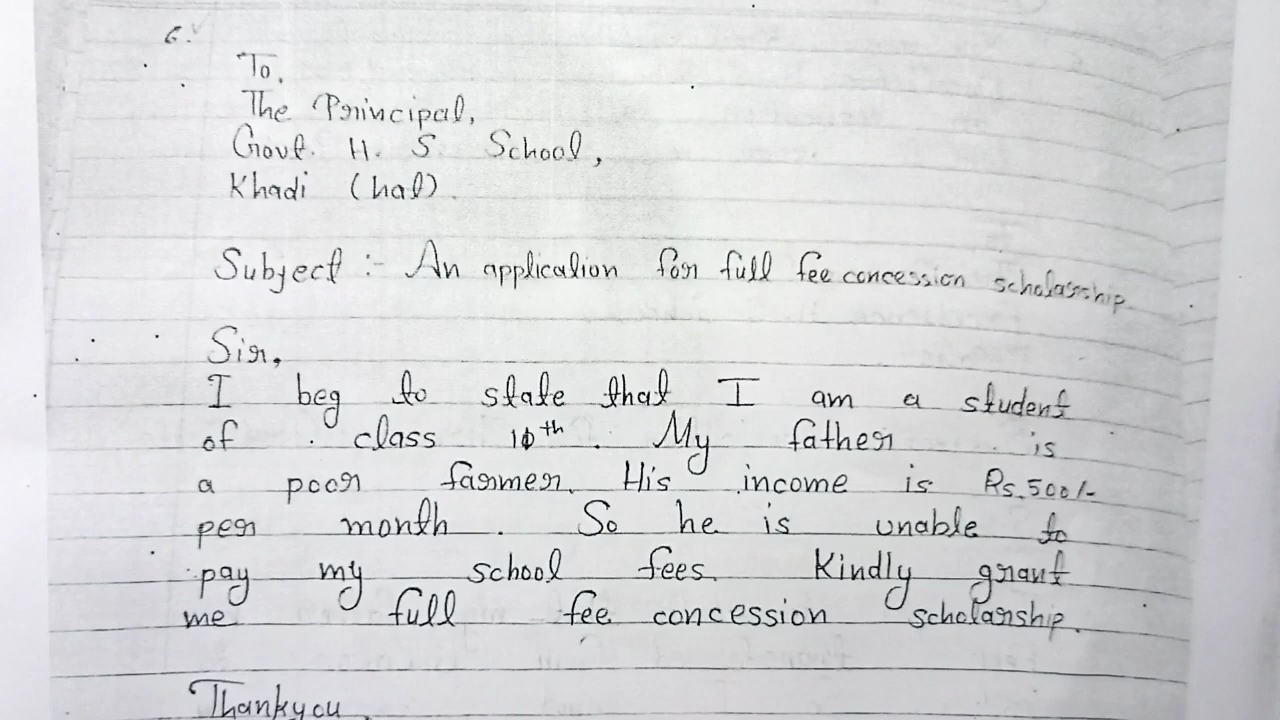 6.
To,
The Principal,
Govt. H. S. School,
Khadi (hal)
Subject :- An application for full fee concession scholarship.
Sir,
I beg to state that I am a student
of class 10th. My father is
a poor farmer. His income is Rs.500/-
per month. So he is unable to
pay my school fees. Kindly grant
me full fee concession scholarship.
Thankyou.